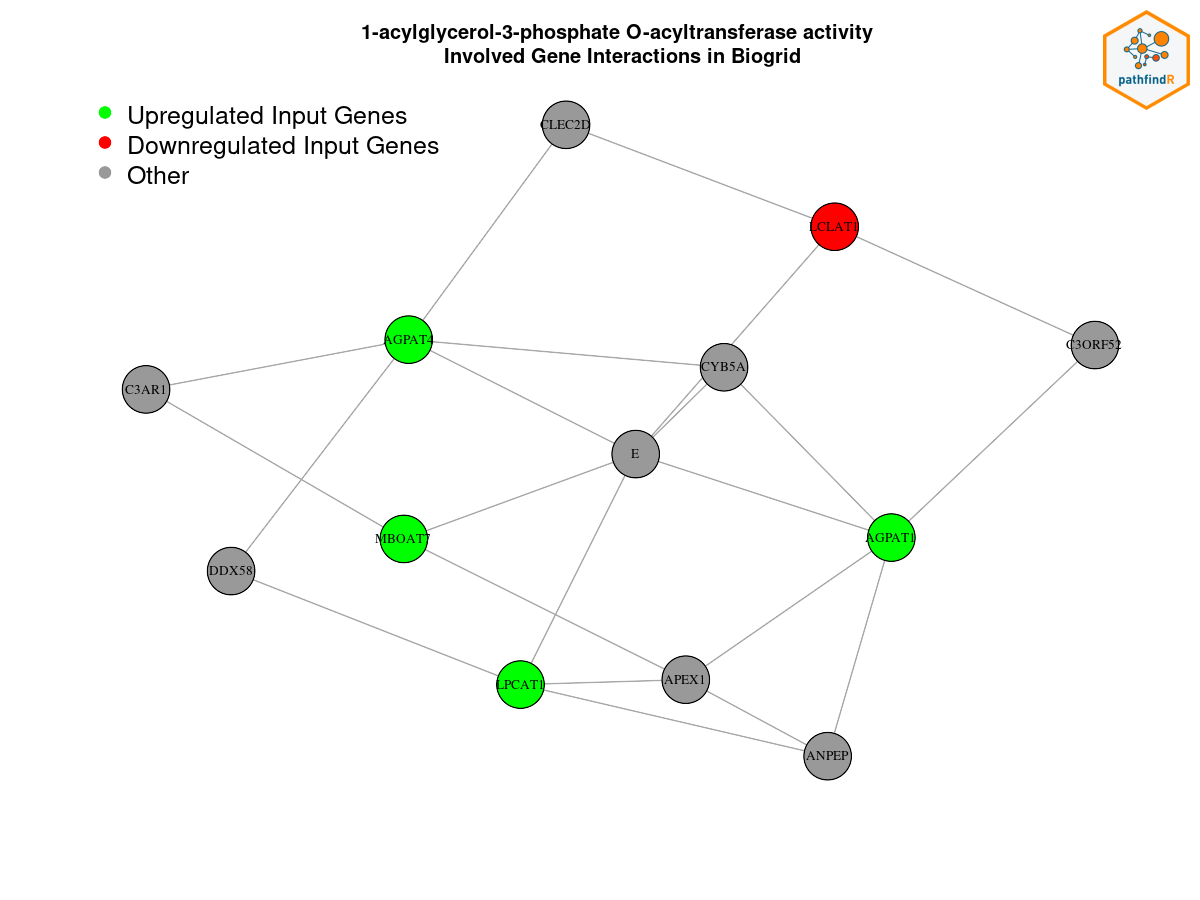 1-acylglycerol-3-phosphate O-acyltransferase activity
Involved Gene Interactions in Biogrid
pathfindR
Upregulated Input Genes
Downregulated Input Genes
Other
CLEC2D
LCLAT1
AGPAT4
C3ORF52
CYB5A
C3AR1
E
MBOAT7
AGPAT1
DDX58
LPCAT1
APEX1
ANPEP